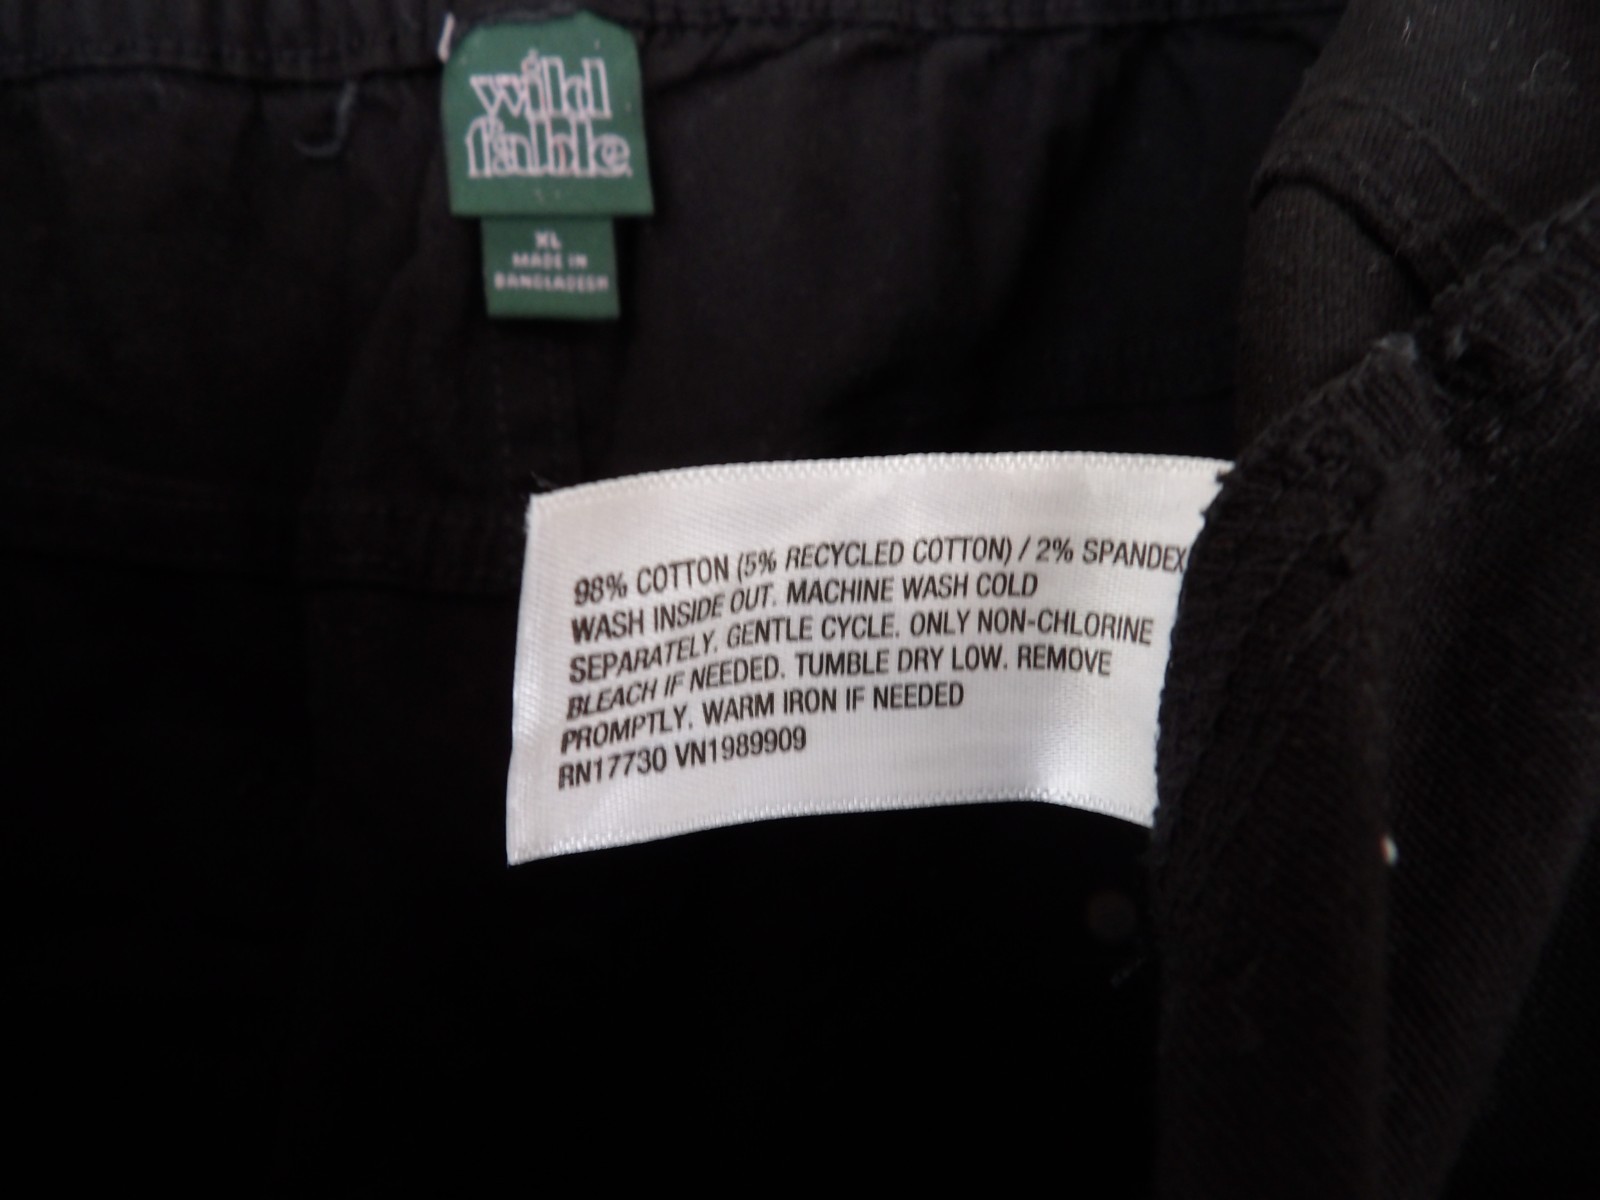 wild
fable
XL
MADE IN
BANGLADESH
98% COTTON (5% RECYCLED COTTON) / 2% SPANDEX
WASH INSIDE OUT. MACHINE WASH COLD
SEPARATELY. GENTLE CYCLE. ONLY NON-CHLORINE
BLEACH IF NEEDED. TUMBLE DRY LOW. REMOVE
PROMPTLY. WARM IRON IF NEEDED
RN17730 VN1989909